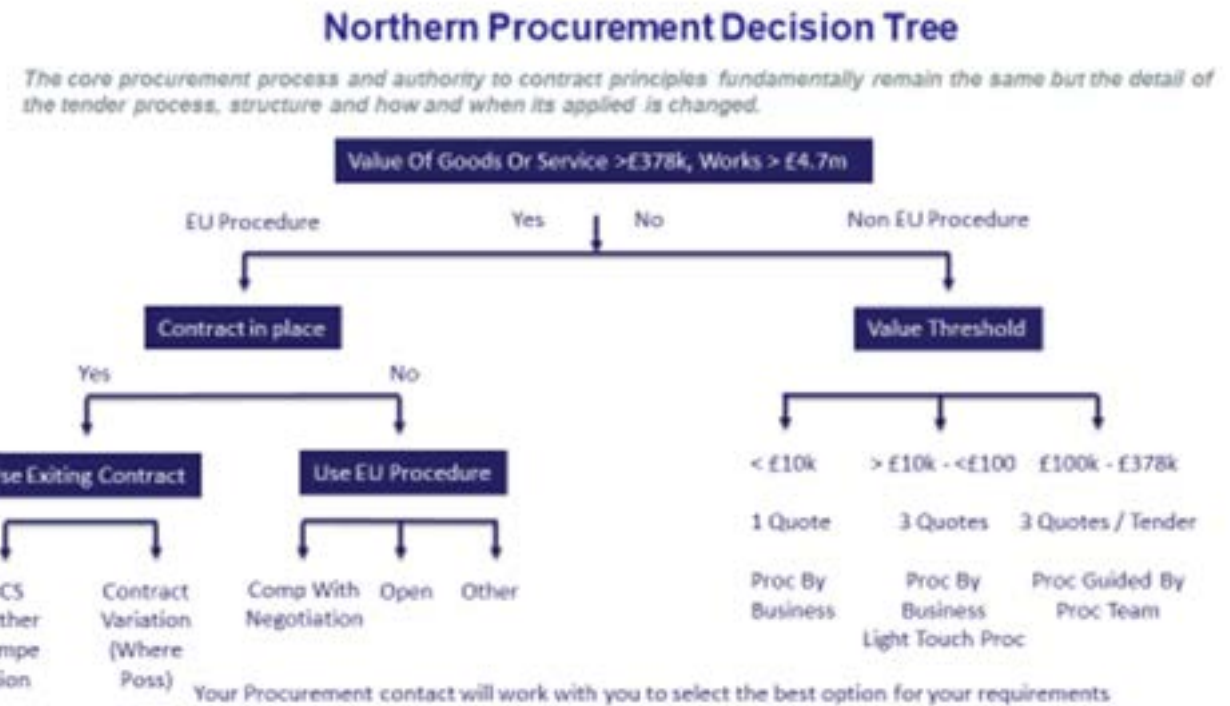 Northern Procurement Decision Tree
The core procurement process and authority to contract principles fundamentally remain the same but the detail of
the tender process, structure and how and when its applied is changed.
Value Of Goods Or Service >£378k, Works > £4.7m
EU Procedure Yes No Non EU Procedure
Contract in place
Value Threshold
Yes No
Exiting Contract
Use EU Procedure
< £10k > £10k - <£100 £100k - £378k
1 Quote 3 Quotes 3 Quotes / Tender
Contract
Variation
(Where
Poss)
Comp With
Negotiation
Open
Other
Proc By
Business
Proc By
Business
Light Touch Proc
Proc Guided By
Proc Team
Your Procurement contact will work with you to select the best option for your requirements